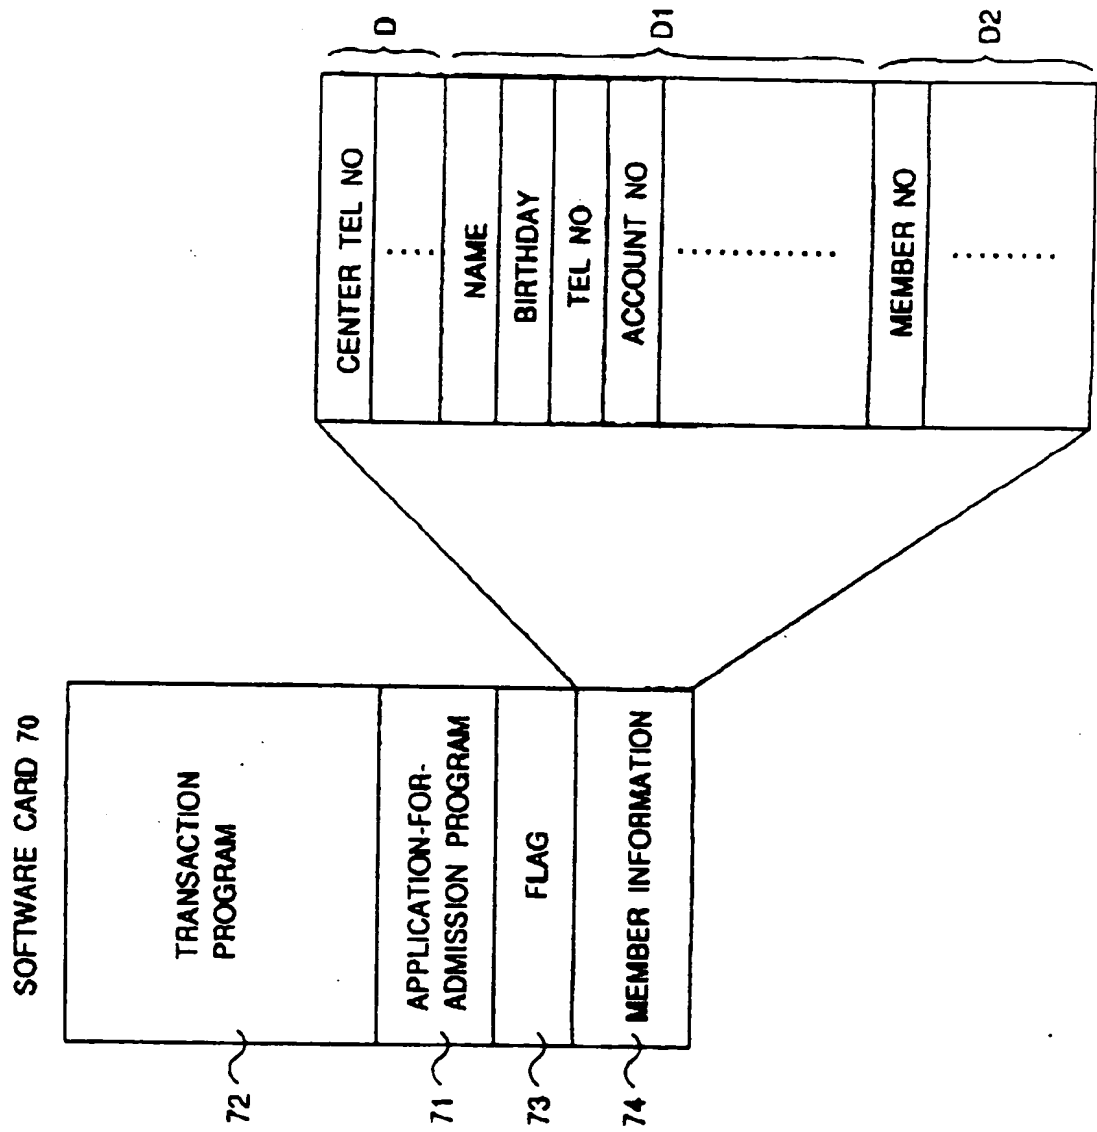 SOFTWARE CARD 70
72
TRANSACTION
PROGRAM
71
APPLICATION-FOR-
ADMISSION PROGRAM
73
FLAG
74
MEMBER INFORMATION
CENTER TEL NO
.....
D
NAME
BIRTHDAY
TEL NO
ACCOUNT NO
............
D1
MEMBER NO
........
D2